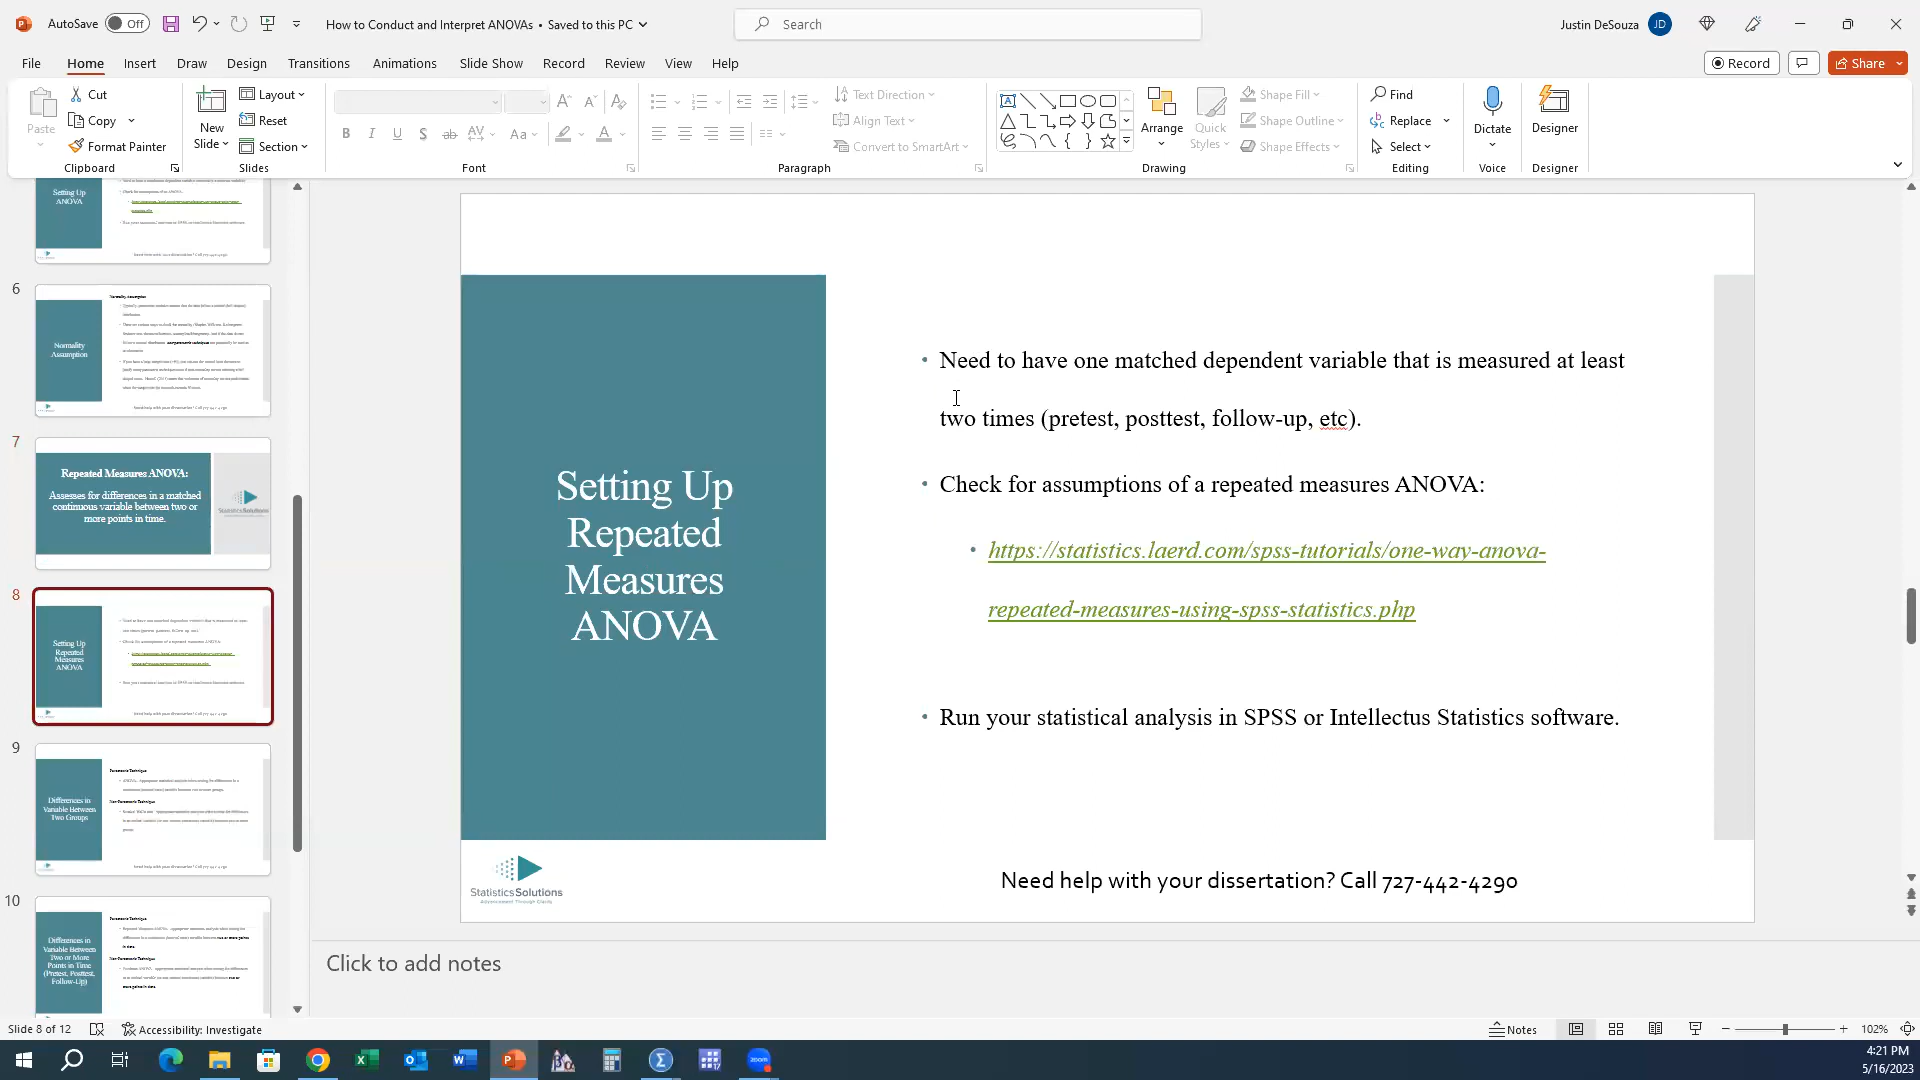 AutoSave
Off
How to Conduct and Interpret ANOVAs • Saved to this PC
Search
Justin DeSouza
JD
File
Home
Insert
Draw
Design
Transitions
Animations
Slide Show
Record
Review
View
Help
Record
Share
Paste
Cut
Copy
Format Painter
Clipboard
New
Slide
Layout
Reset
Section
Slides
Font
Text Direction
Align Text
Convert to SmartArt
Paragraph
Arrange
Quick
Styles
Shape Fill
Shape Outline
Shape Effects
Drawing
Find
Replace
Select
Editing
Dictate
Voice
Designer
Designer
Setting Up
ANOVA
6
Normality
Assumption
7
Repeated Measures ANOVA:
Assesses for differences in a matched
continuous variable between two or
more points in time.
8
Setting Up
Repeated
Measures
ANOVA
9
Differences in
Variable Between
Two Groups
10
Differences in
Variable Between
Two or More
Points in Time
(Pretest, Posttest,
Follow-Up)
Setting Up
Repeated
Measures
ANOVA
• Need to have one matched dependent variable that is measured at least
two times (pretest, posttest, follow-up, etc).
• Check for assumptions of a repeated measures ANOVA:
• https://statistics.laerd.com/spss-tutorials/one-way-anova-
repeated-measures-using-spss-statistics.php
• Run your statistical analysis in SPSS or Intellectus Statistics software.
StatisticsSolutions
Advancement Through Clarity
Need help with your dissertation? Call 727-442-4290
Click to add notes
Slide 8 of 12
Accessibility: Investigate
Notes
102%
4:21 PM
5/16/2023